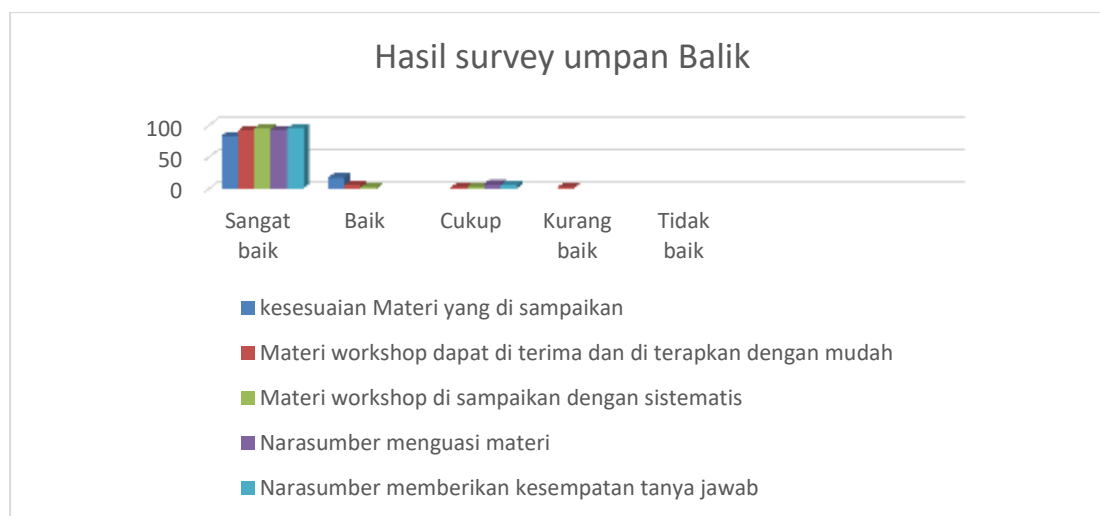 Hasil survey umpan Balik
100
50
0
Sangat baik
Baik
Cukup
Kurang baik
Tidak baik
kesesuaian Materi yang di sampaikan
Materi workshop dapat di terima dan di terapkan dengan mudah
Materi workshop di sampaikan dengan sistematis
Narasumber menguasi materi
Narasumber memberikan kesempatan tanya jawab